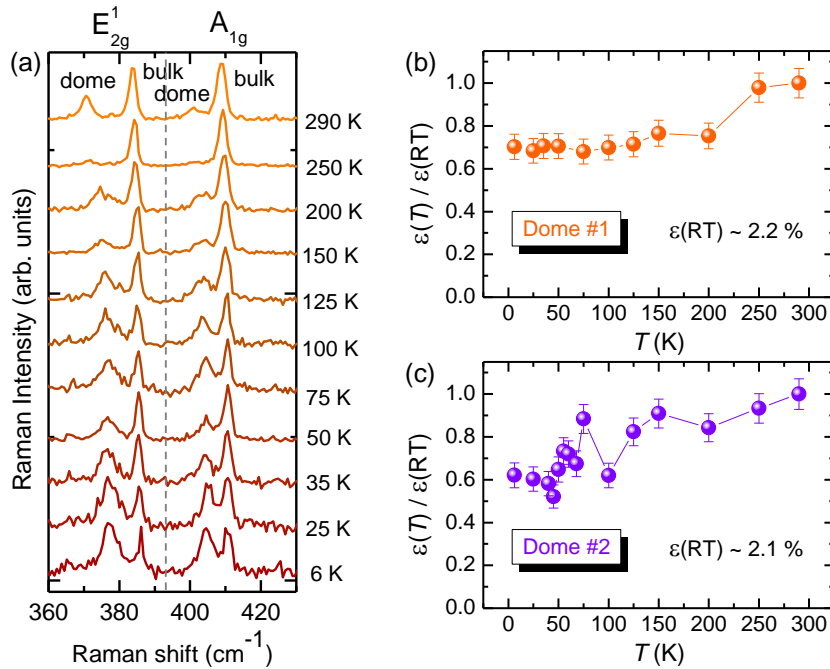 E¹₂g A₁g
(a)
dome bulk dome bulk
290 K
250 K
200 K
150 K
125 K
100 K
75 K
50 K
35 K
25 K
6 K
Raman Intensity (arb. units)
360 380 400 420
Raman shift (cm⁻¹)
(b)
ε(T) / ε(RT)
1.0
0.8
0.6
0.4
0.2
0.0
Dome #1 ε(RT) ~ 2.2 %
0 50 100 150 200 250 300
T (K)
(c)
ε(T) / ε(RT)
1.0
0.8
0.6
0.4
0.2
0.0
Dome #2 ε(RT) ~ 2.1 %
0 50 100 150 200 250 300
T (K)